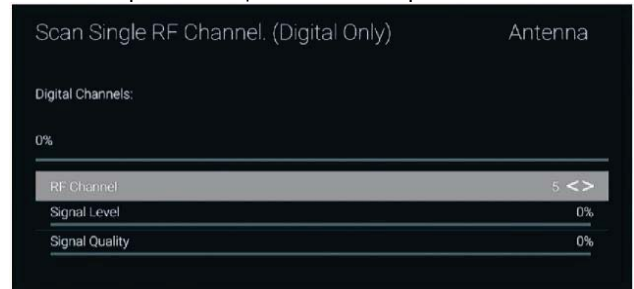 Scan Single RF Channel. (Digital Only) Antenna
Digital Channels:
0%
RF Channel 5 < >
Signal Level 0%
Signal Quality 0%